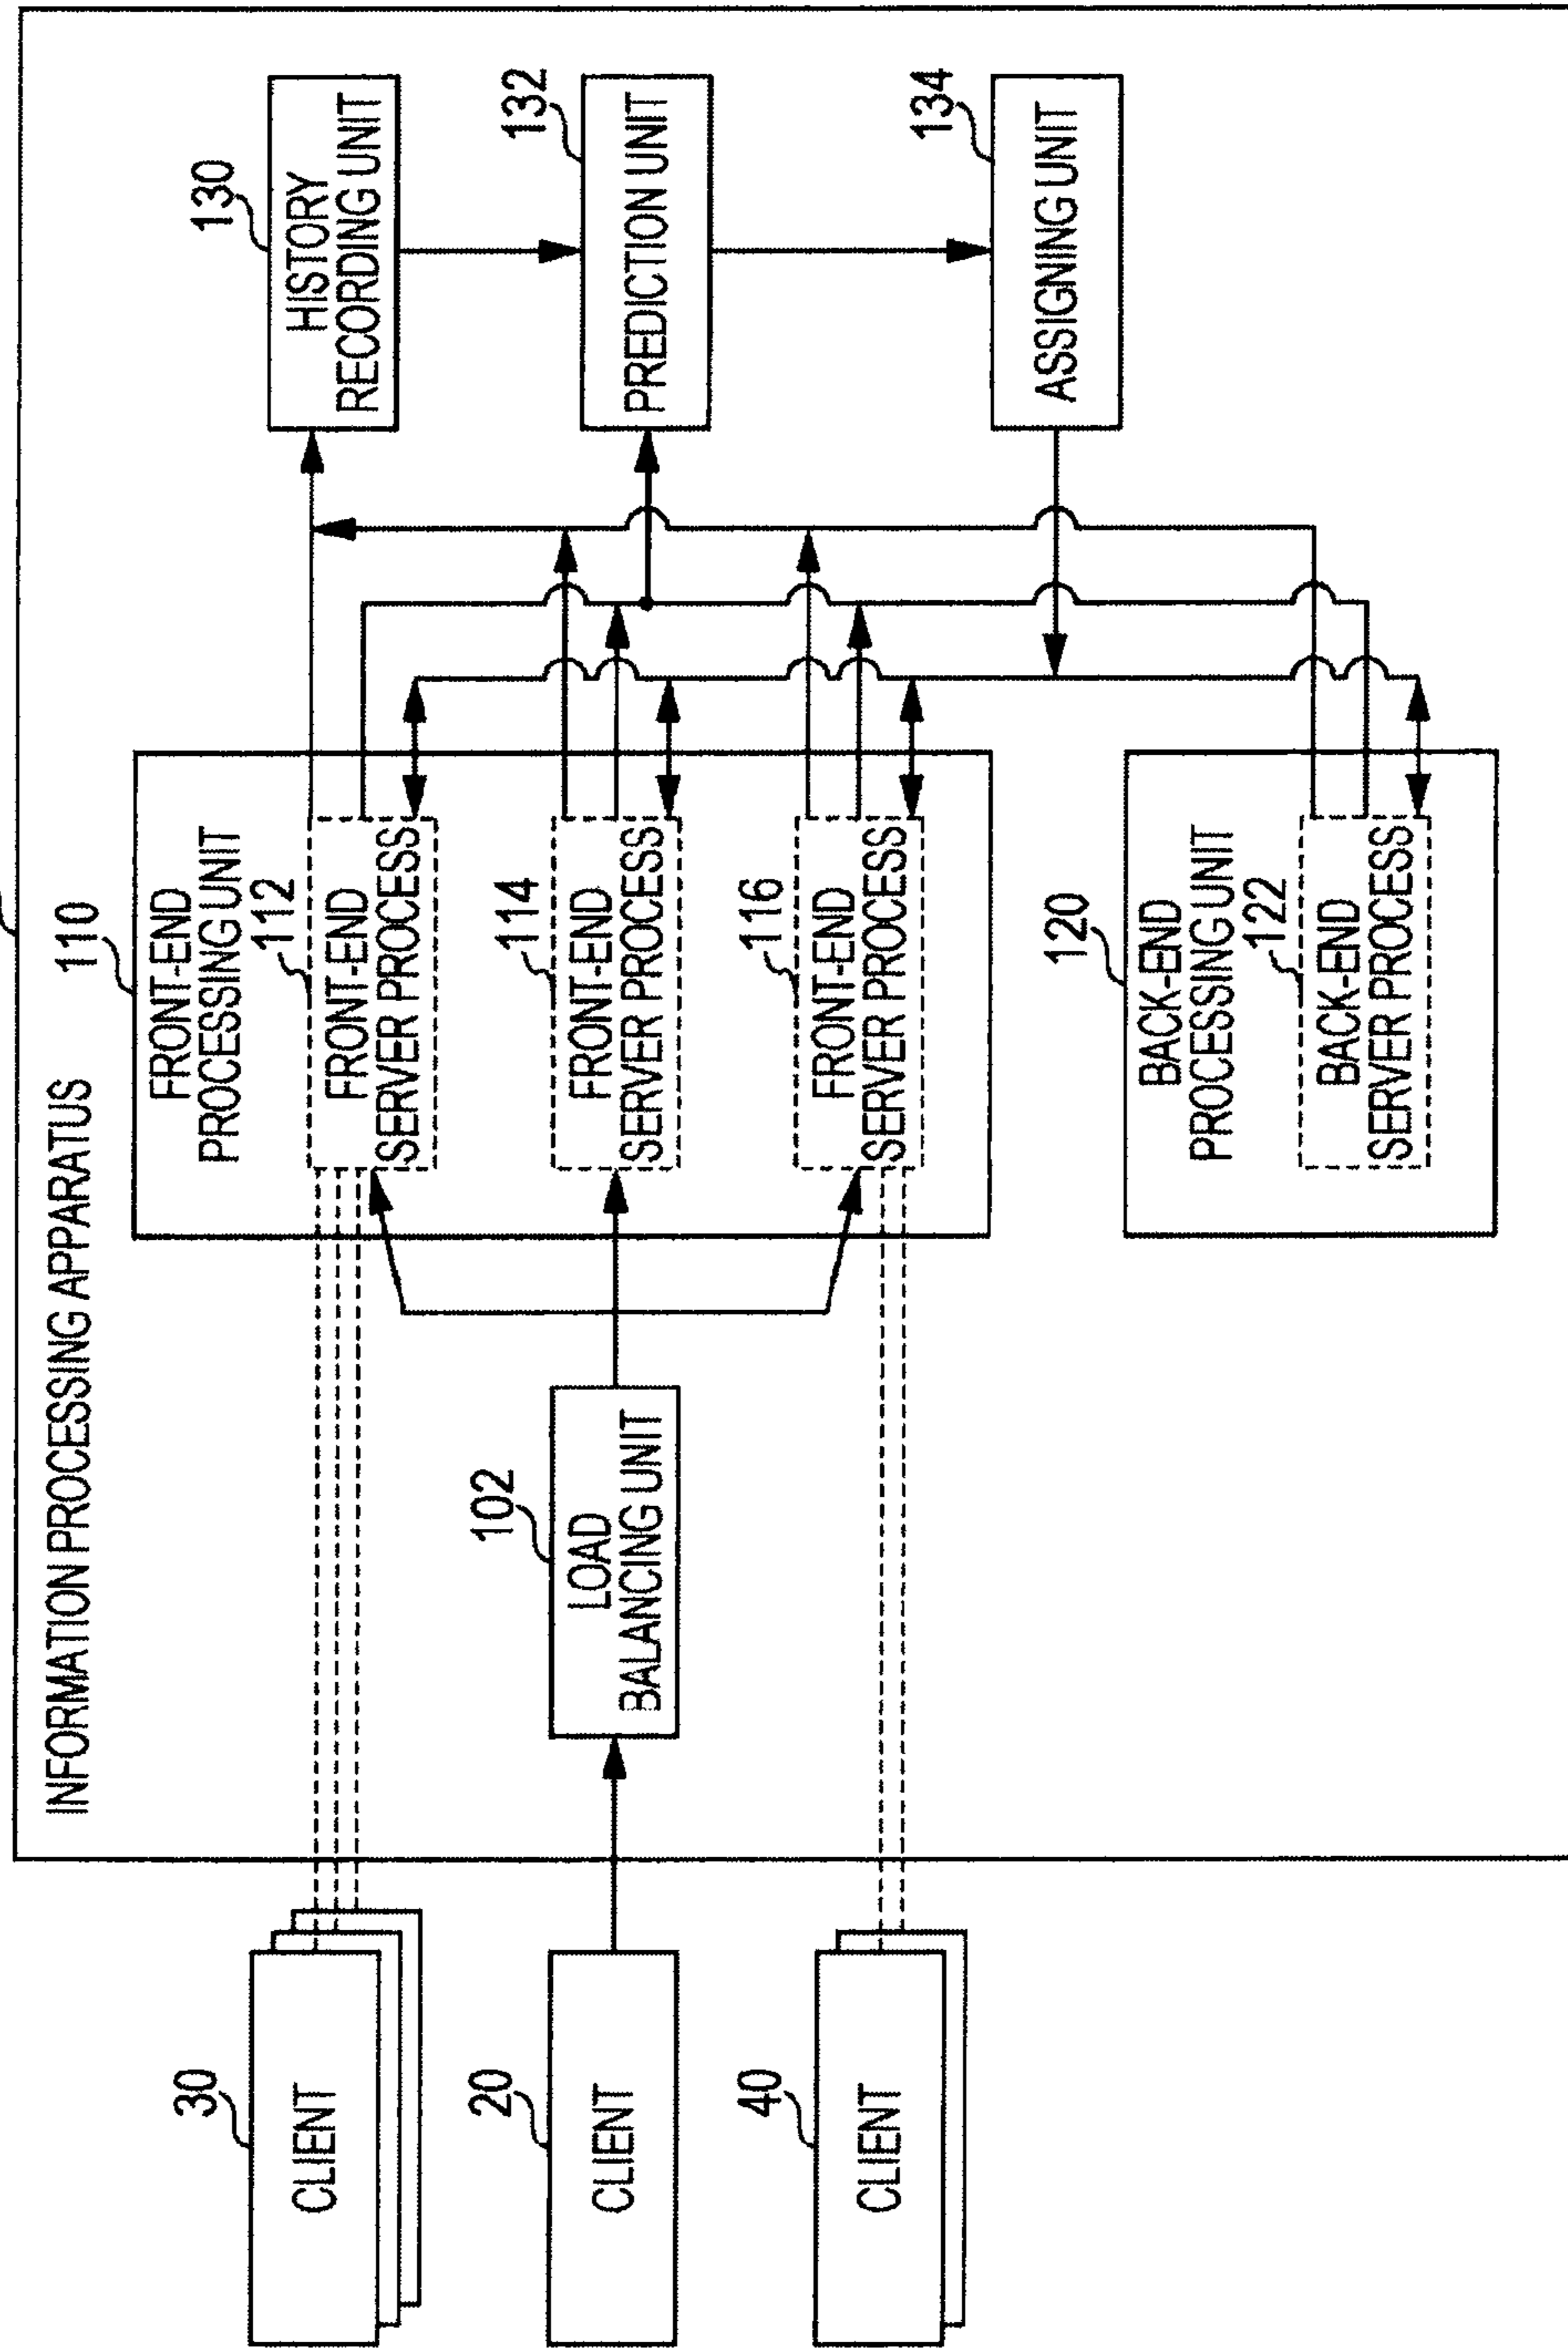 INFORMATION PROCESSING APPARATUS
30
CLIENT
20
CLIENT
40
CLIENT
102
LOAD
BALANCING UNIT
110
FRONT-END
PROCESSING UNIT
112
FRONT-END
SERVER PROCESS
114
FRONT-END
SERVER PROCESS
116
FRONT-END
SERVER PROCESS
120
BACK-END
PROCESSING UNIT
122
BACK-END
SERVER PROCESS
130
HISTORY
RECORDING UNIT
132
PREDICTION UNIT
134
ASSIGNING UNIT